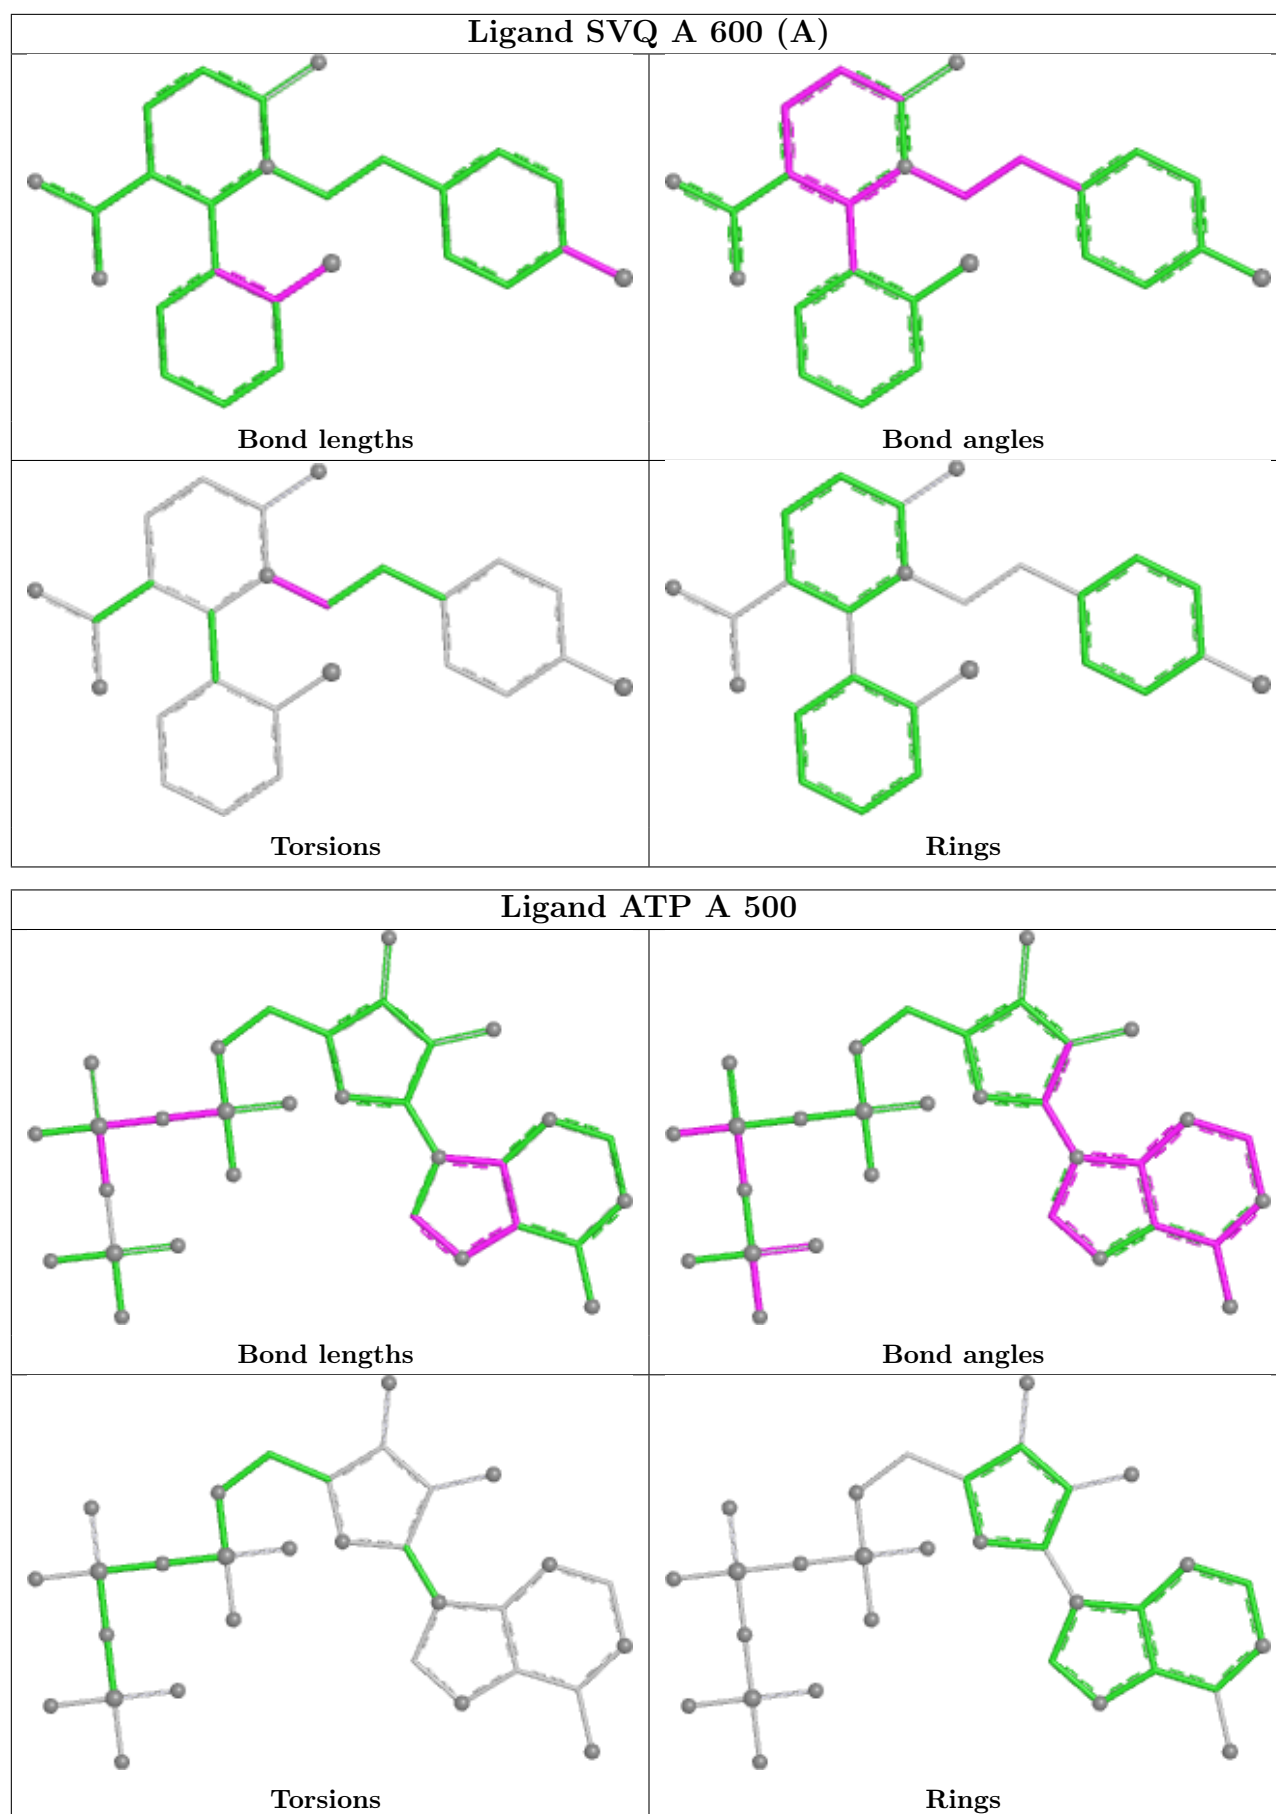 Ligand SVQ A 600 (A)
Bond lengths
Bond angles
Torsions
Rings
Ligand ATP A 500
Bond lengths
Bond angles
Torsions
Rings